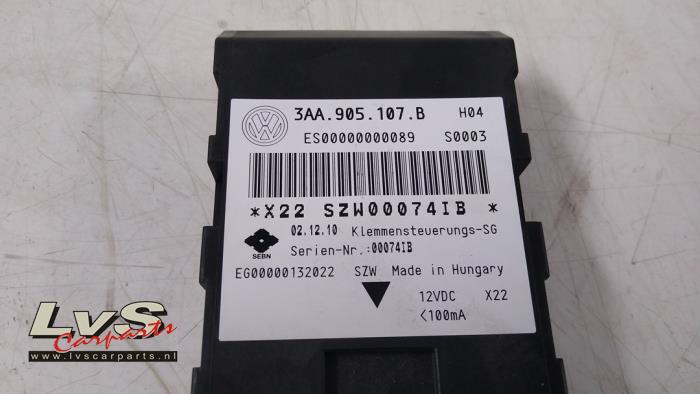 3AA.905.107.B H04
ES00000000089 S0003
*X22 SZW00074IB *
02.12.10 Klemmensteuerungs-SG
SEBN Serien-Nr.:00074IB
EG00000132022 SZW Made in Hungary
12VDC X22
<100mA
LvS
Carparts
www.lvscarparts.nl